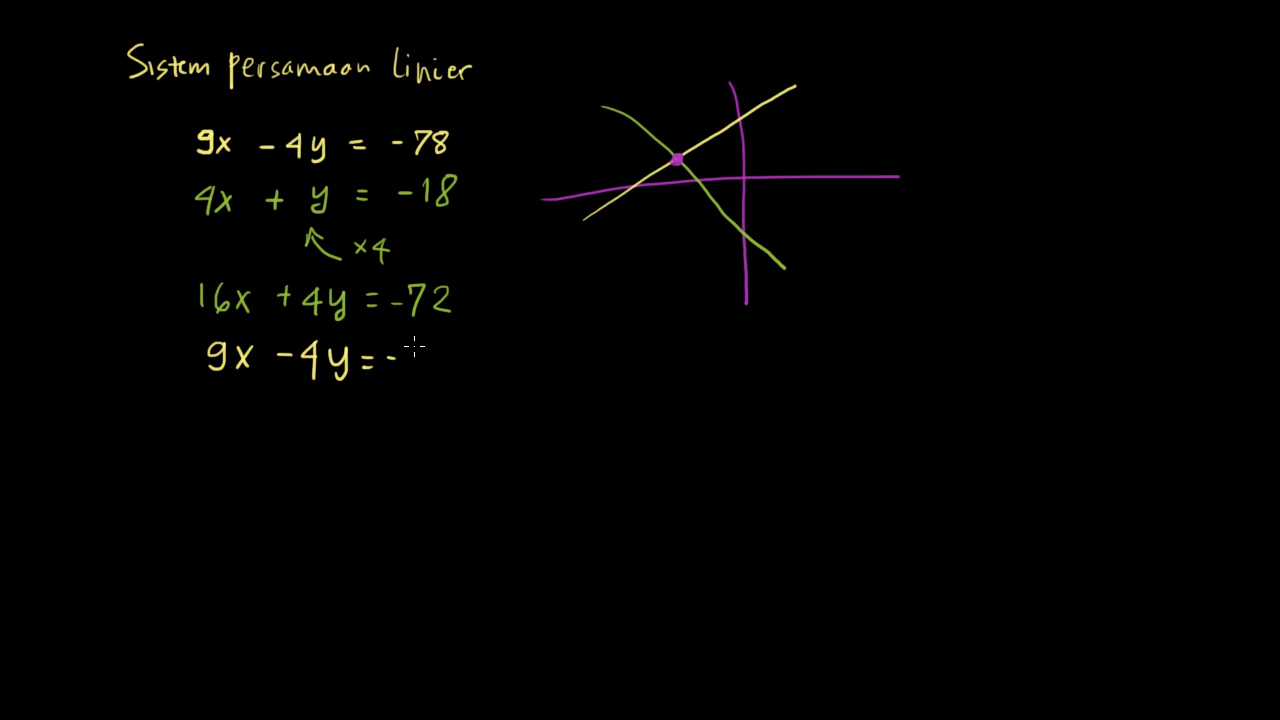 Sistem persamaan linier
9x - 4y = -78
4x + y = -18
×4
16x + 4y = -72
9x - 4y = -